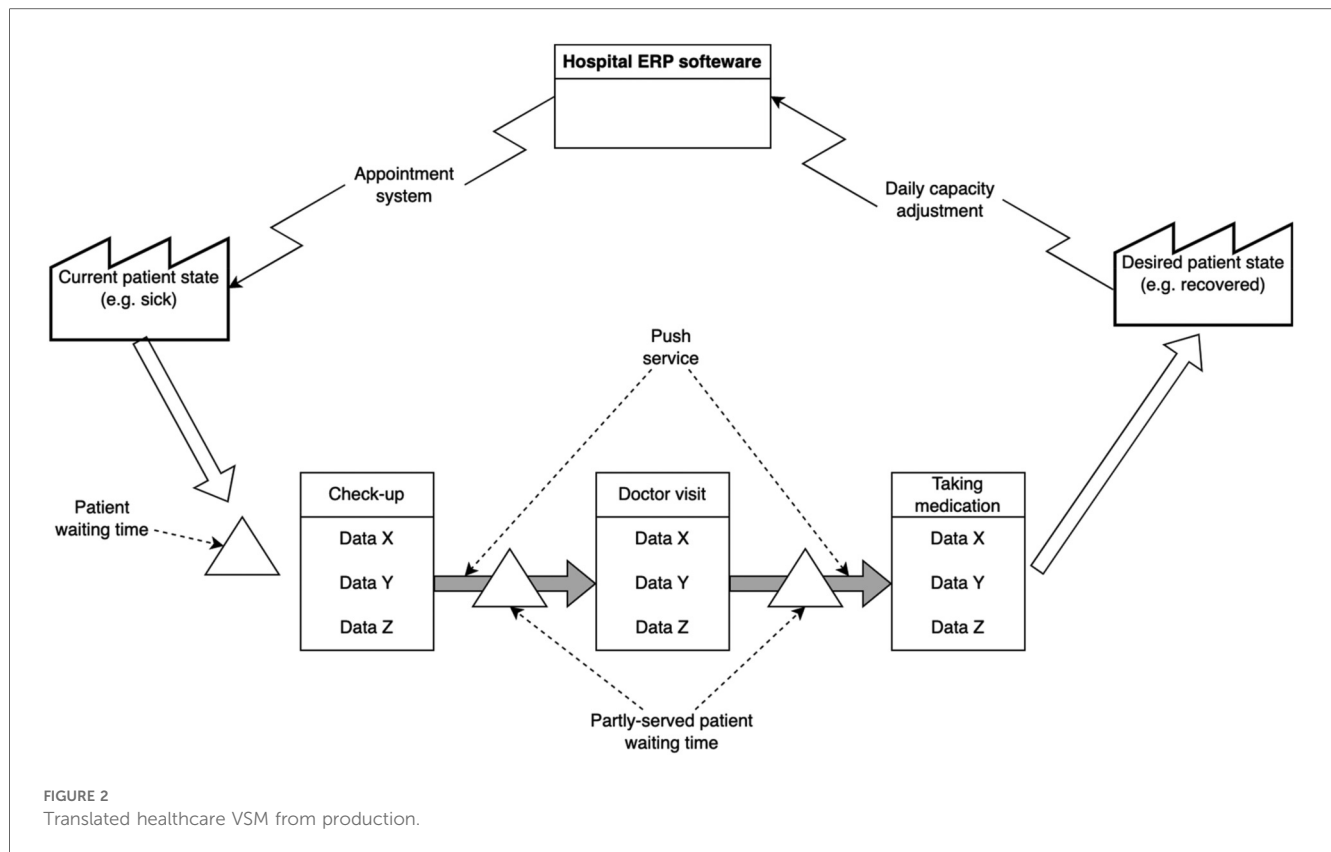 Hospital ERP softeware
Appointment
system
Daily capacity
adjustment
Current patient state
(e.g. sick)
Desired patient state
(e.g. recovered)
Push
service
Patient
waiting time
Check-up
Data X
Data Y
Data Z
Doctor visit
Data X
Data Y
Data Z
Taking
medication
Data X
Data Y
Data Z
Partly-served patient
waiting time
FIGURE 2
Translated healthcare VSM from production.